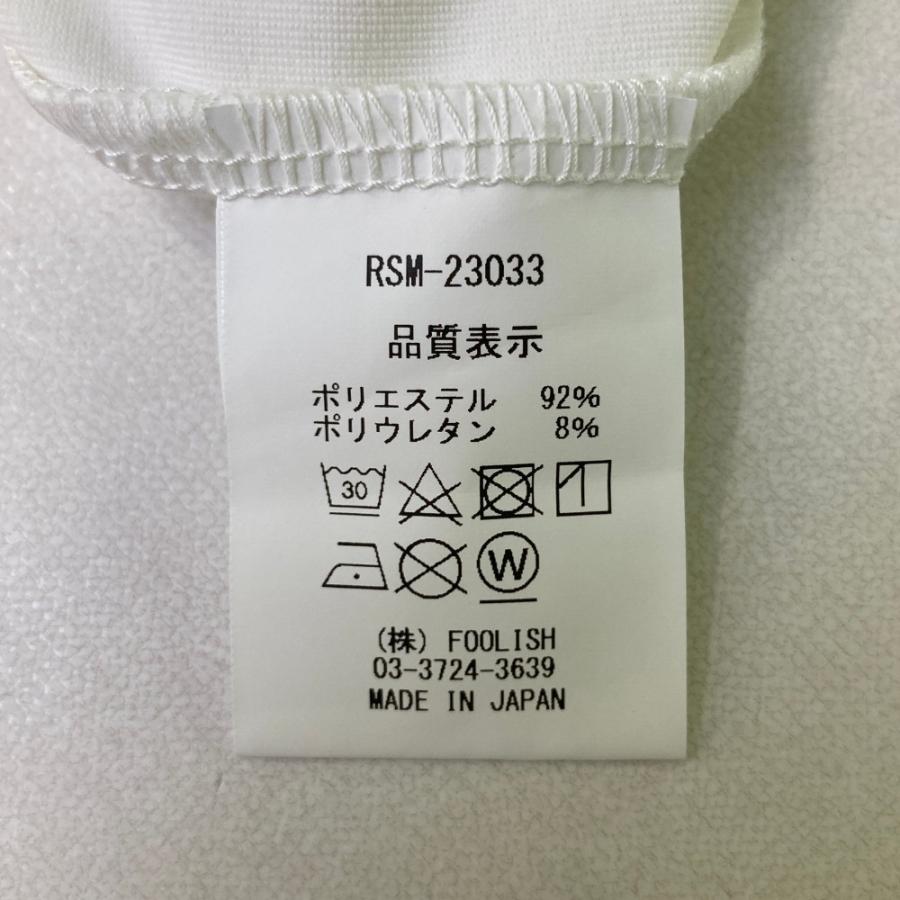 RSM-23033
品質表示
ポリエステル 92%
ポリウレタン 8%
30
W
(株) FOOLISH
03-3724-3639
MADE IN JAPAN